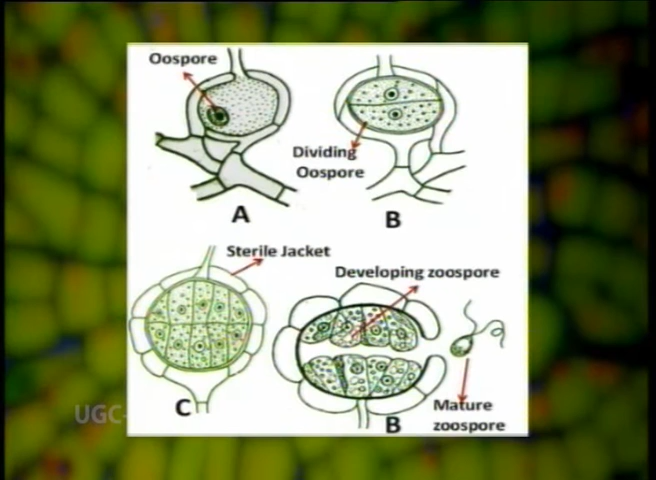 Oospore
Dividing
Oospore
A
B
Sterile Jacket
Developing zoospore
C
B
Mature
zoospore
UGC-